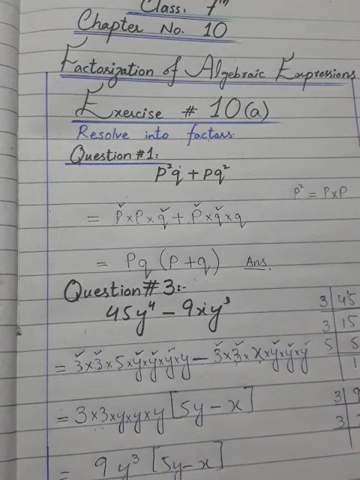 Class. 7th
Chapter No. 10
Factorization of Algebraic Expressions
Exercise # 10(a)
Resolve into factors
Question #1:
p²q + pq²
p² = p×p
= p×p×q + p×q×q
= Pq (p+q) Ans.
Question# 3:-
45y⁴ - 9xy³
3 | 45
3 | 15
5 | 5
1
= 3×3×5×y×y×y×y - 3×3×x×y×y×y
= 3×3×y×y×y [5y - x]
3 | 9
3
= 9y³ [5y-x]